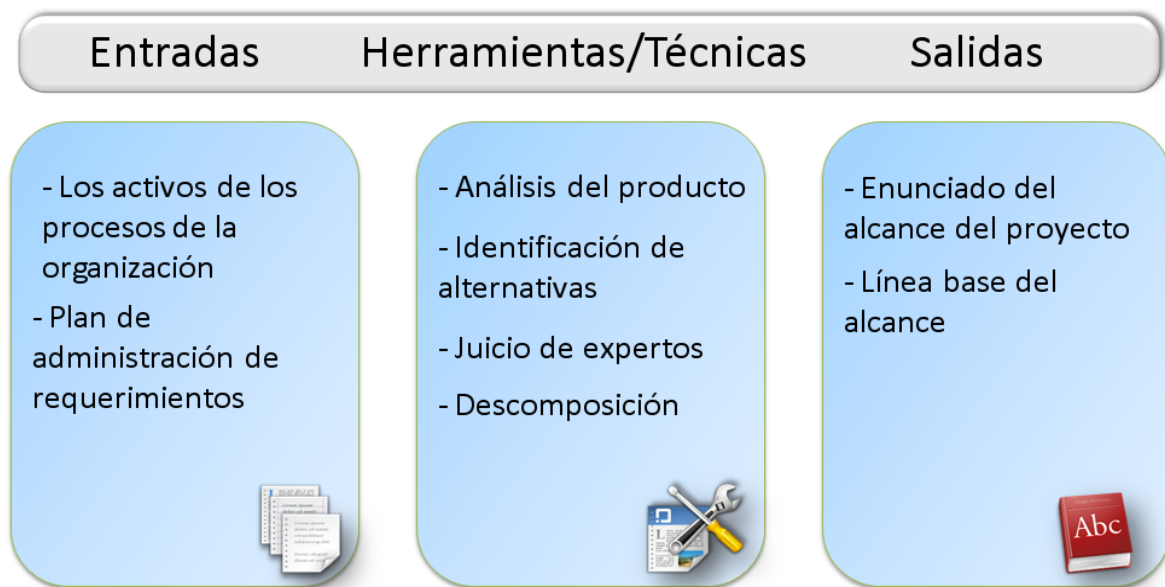 Entradas Herramientas/Técnicas Salidas
- Los activos de los
procesos de la
organización
- Plan de
administración de
requerimientos
- Análisis del producto
- Identificación de
alternativas
- Juicio de expertos
- Descomposición
- Enunciado del
alcance del proyecto
- Línea base del
alcance
Abc